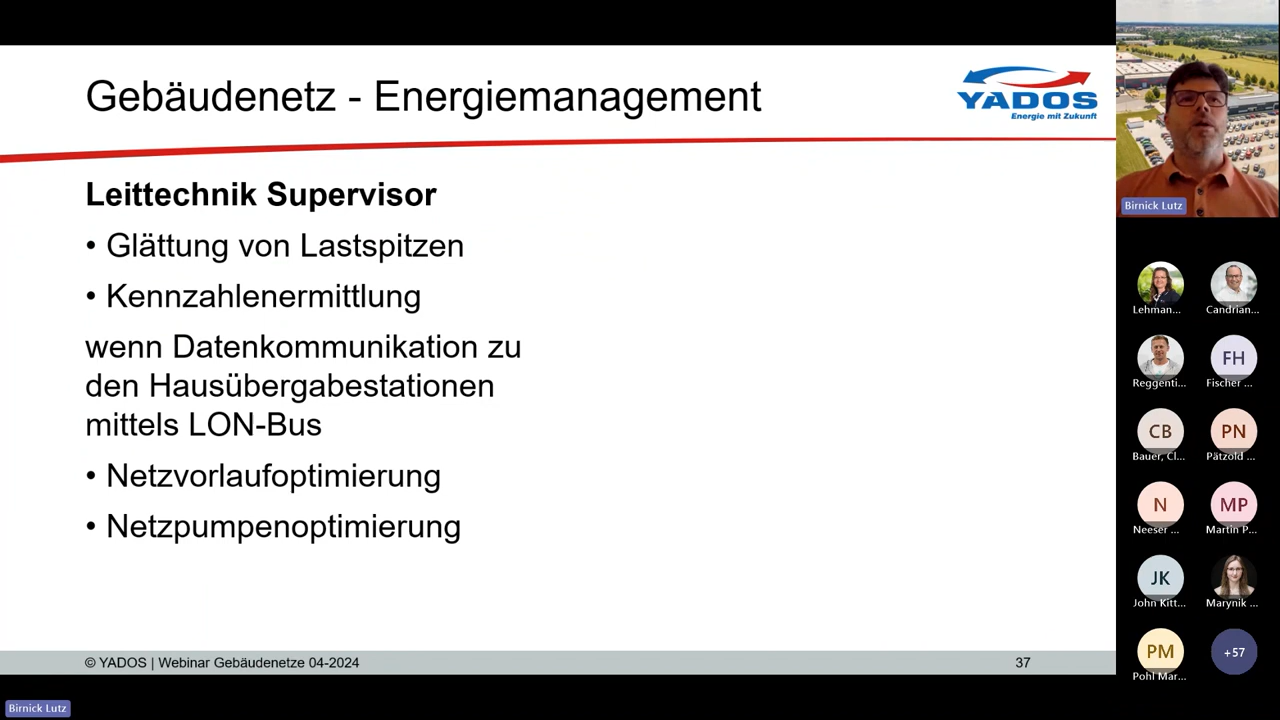 Gebäudenetz - Energiemanagement
YADOS
Energie mit Zukunft
Leittechnik Supervisor
• Glättung von Lastspitzen
• Kennzahlenermittlung
wenn Datenkommunikation zu
den Hausübergabestationen
mittels LON-Bus
• Netzvorlaufoptimierung
• Netzpumpenoptimierung
© YADOS | Webinar Gebäudenetze 04-2024
37
Birnick Lutz
Lehman...
Candrian...
Reggenti...
FH
Fischer ...
CB
Bauer, Cl...
PN
Pätzold ...
N
Neeser ...
MP
Martin P...
JK
John Kitt...
Marynik ...
PM
Pohl Mar...
+57
Birnick Lutz